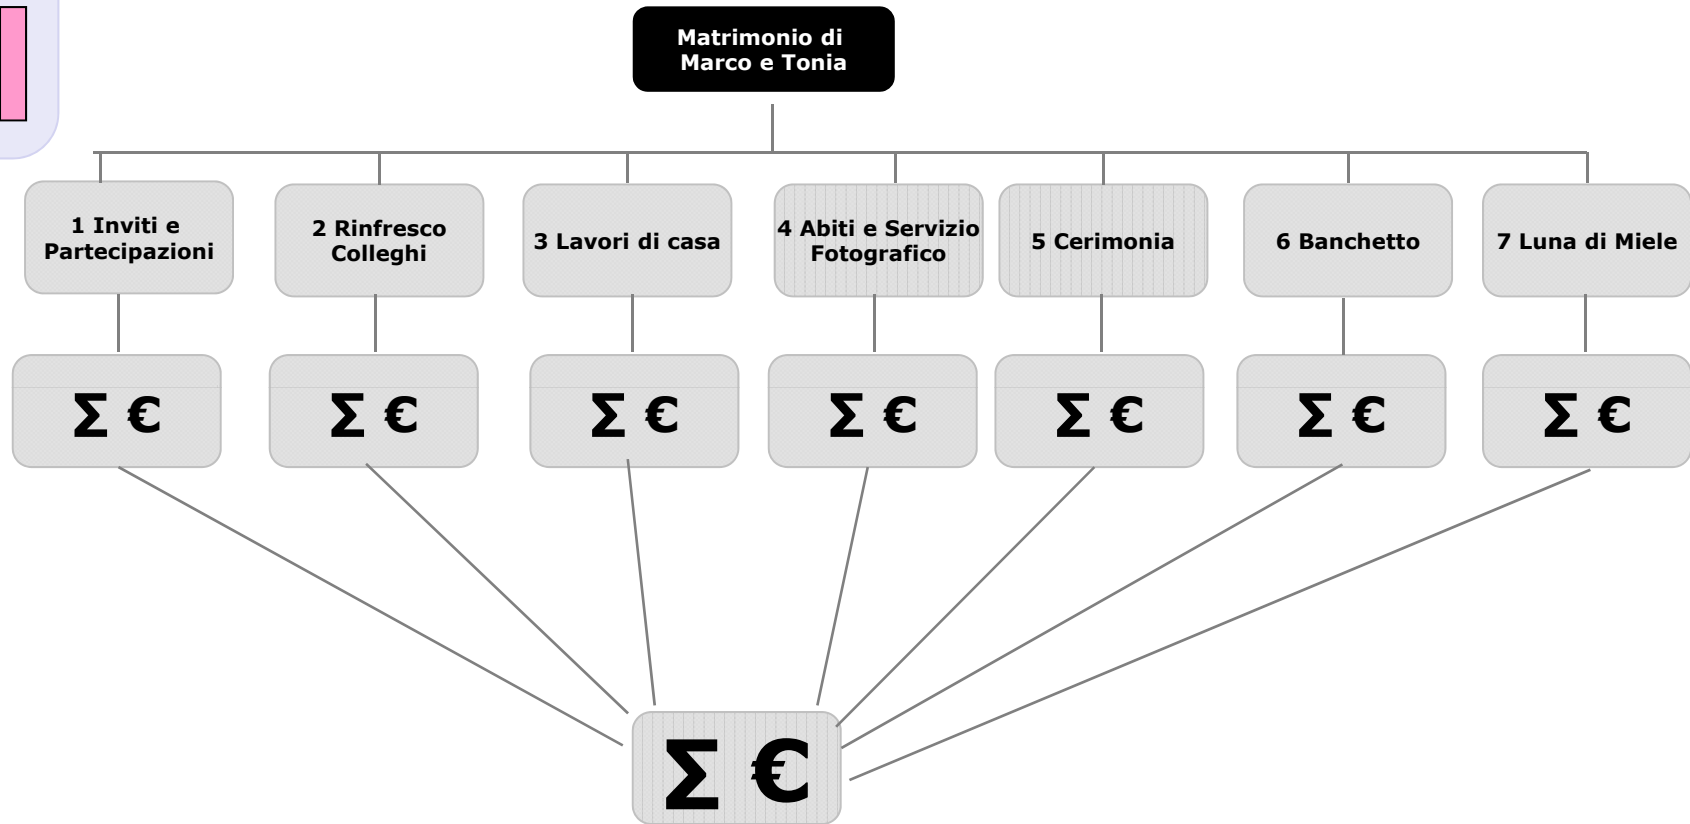 Matrimonio di
Marco e Tonia
1 Inviti e
Partecipazioni
2 Rinfresco
Colleghi
3 Lavori di casa
4 Abiti e Servizio
Fotografico
5 Cerimonia
6 Banchetto
7 Luna di Miele
Σ €
Σ €
Σ €
Σ €
Σ €
Σ €
Σ €
Σ €